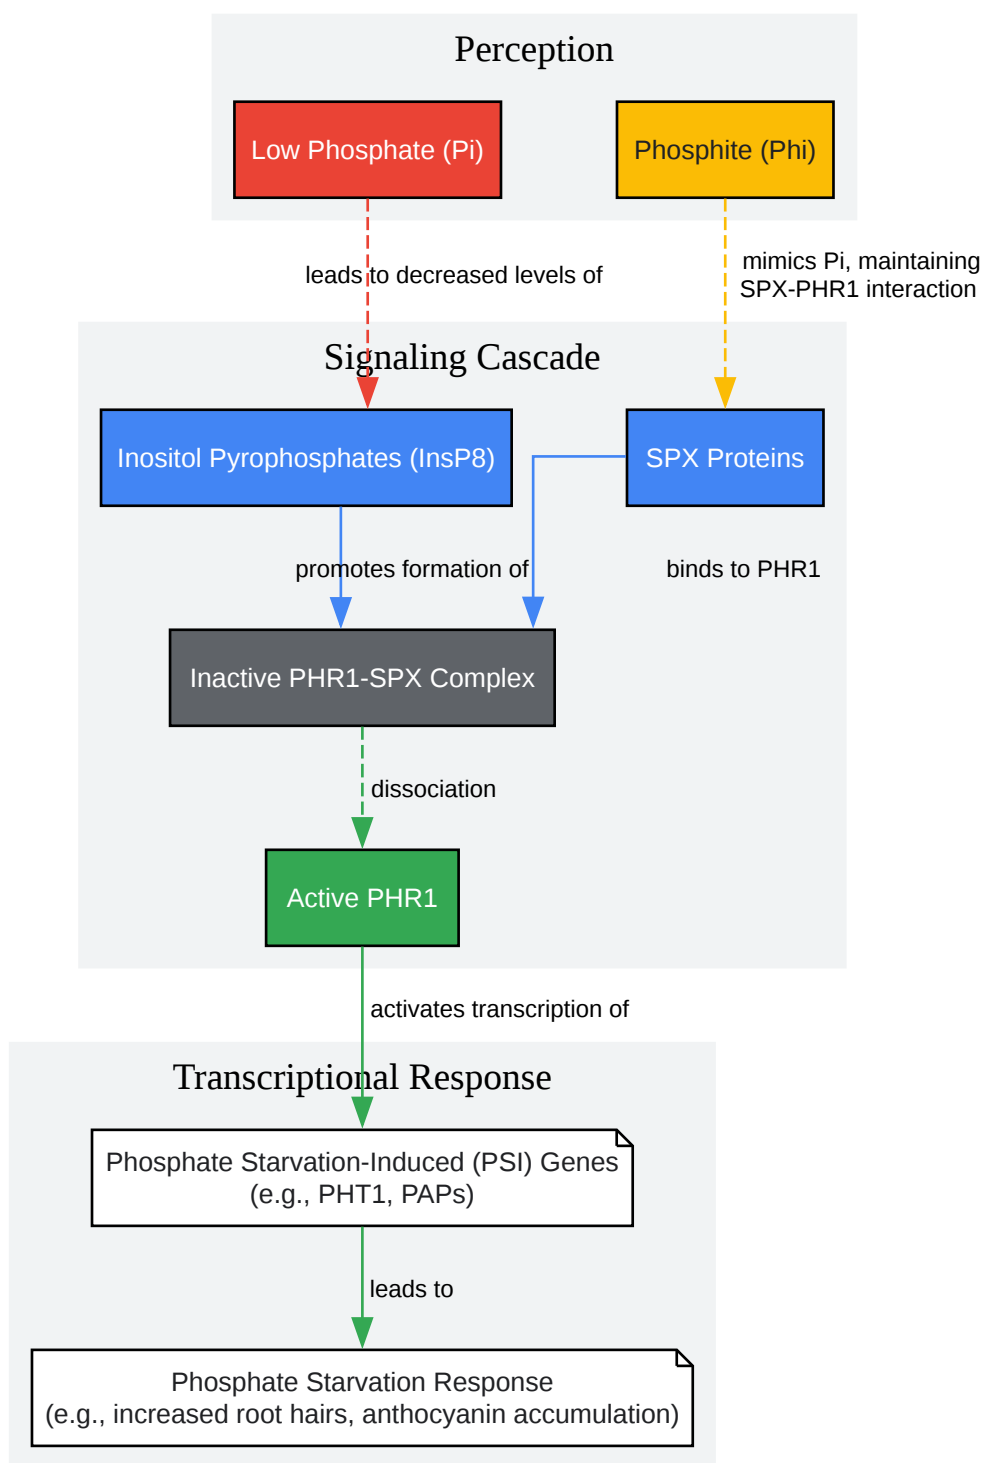 Perception
Low Phosphate (Pi)
Phosphite (Phi)
leads to decreased levels of
mimics Pi, maintaining
SPX-PHR1 interaction
Signaling Cascade
Inositol Pyrophosphates (InsP8)
SPX Proteins
promotes formation of
binds to PHR1
Inactive PHR1-SPX Complex
dissociation
Active PHR1
activates transcription of
Transcriptional Response
Phosphate Starvation-Induced (PSI) Genes
(e.g., PHT1, PAPs)
leads to
Phosphate Starvation Response
(e.g., increased root hairs, anthocyanin accumulation)